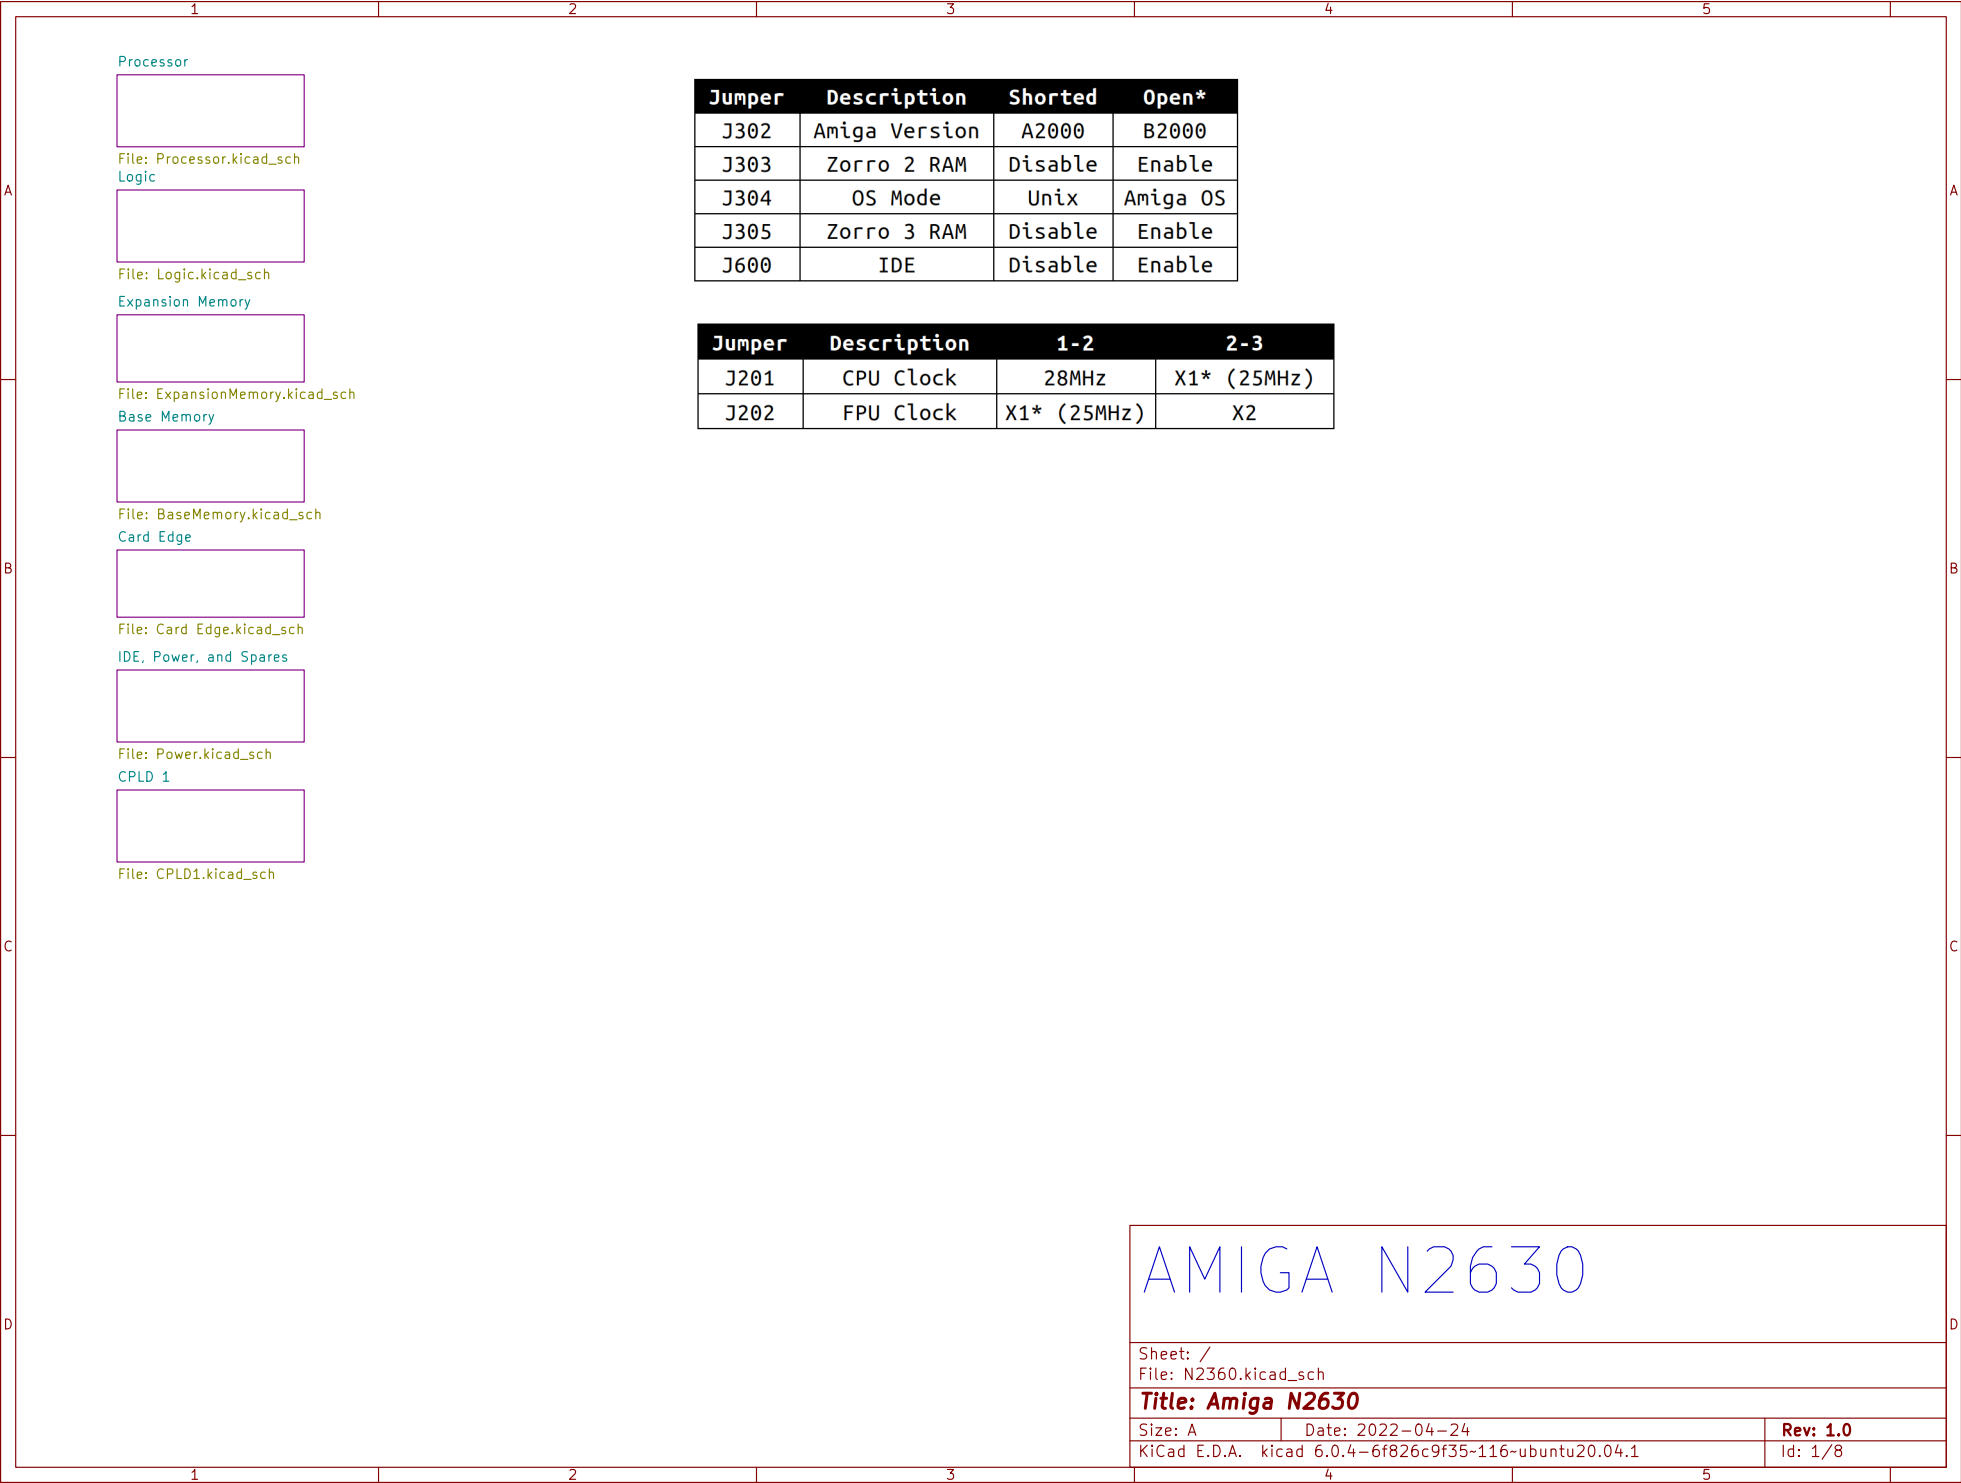 1 2 3 4 5
Processor
File: Processor.kicad_sch
Logic
File: Logic.kicad_sch
Expansion Memory
File: ExpansionMemory.kicad_sch
Base Memory
File: BaseMemory.kicad_sch
Card Edge
File: Card Edge.kicad_sch
IDE, Power, and Spares
File: Power.kicad_sch
CPLD 1
File: CPLD1.kicad_sch
Jumper Description Shorted Open*
J302 Amiga Version A2000 B2000
J303 Zorro 2 RAM Disable Enable
J304 OS Mode Unix Amiga OS
J305 Zorro 3 RAM Disable Enable
J600 IDE Disable Enable
Jumper Description 1-2 2-3
J201 CPU Clock 28MHz X1* (25MHz)
J202 FPU Clock X1* (25MHz) X2
A A
B B
C C
D D
AMIGA N2630
Sheet: /
File: N2360.kicad_sch
Title: Amiga N2630
Size: A Date: 2022-04-24 Rev: 1.0
KiCad E.D.A. kicad 6.0.4-6f826c9f35~116~ubuntu20.04.1 Id: 1/8
1 2 3 4 5